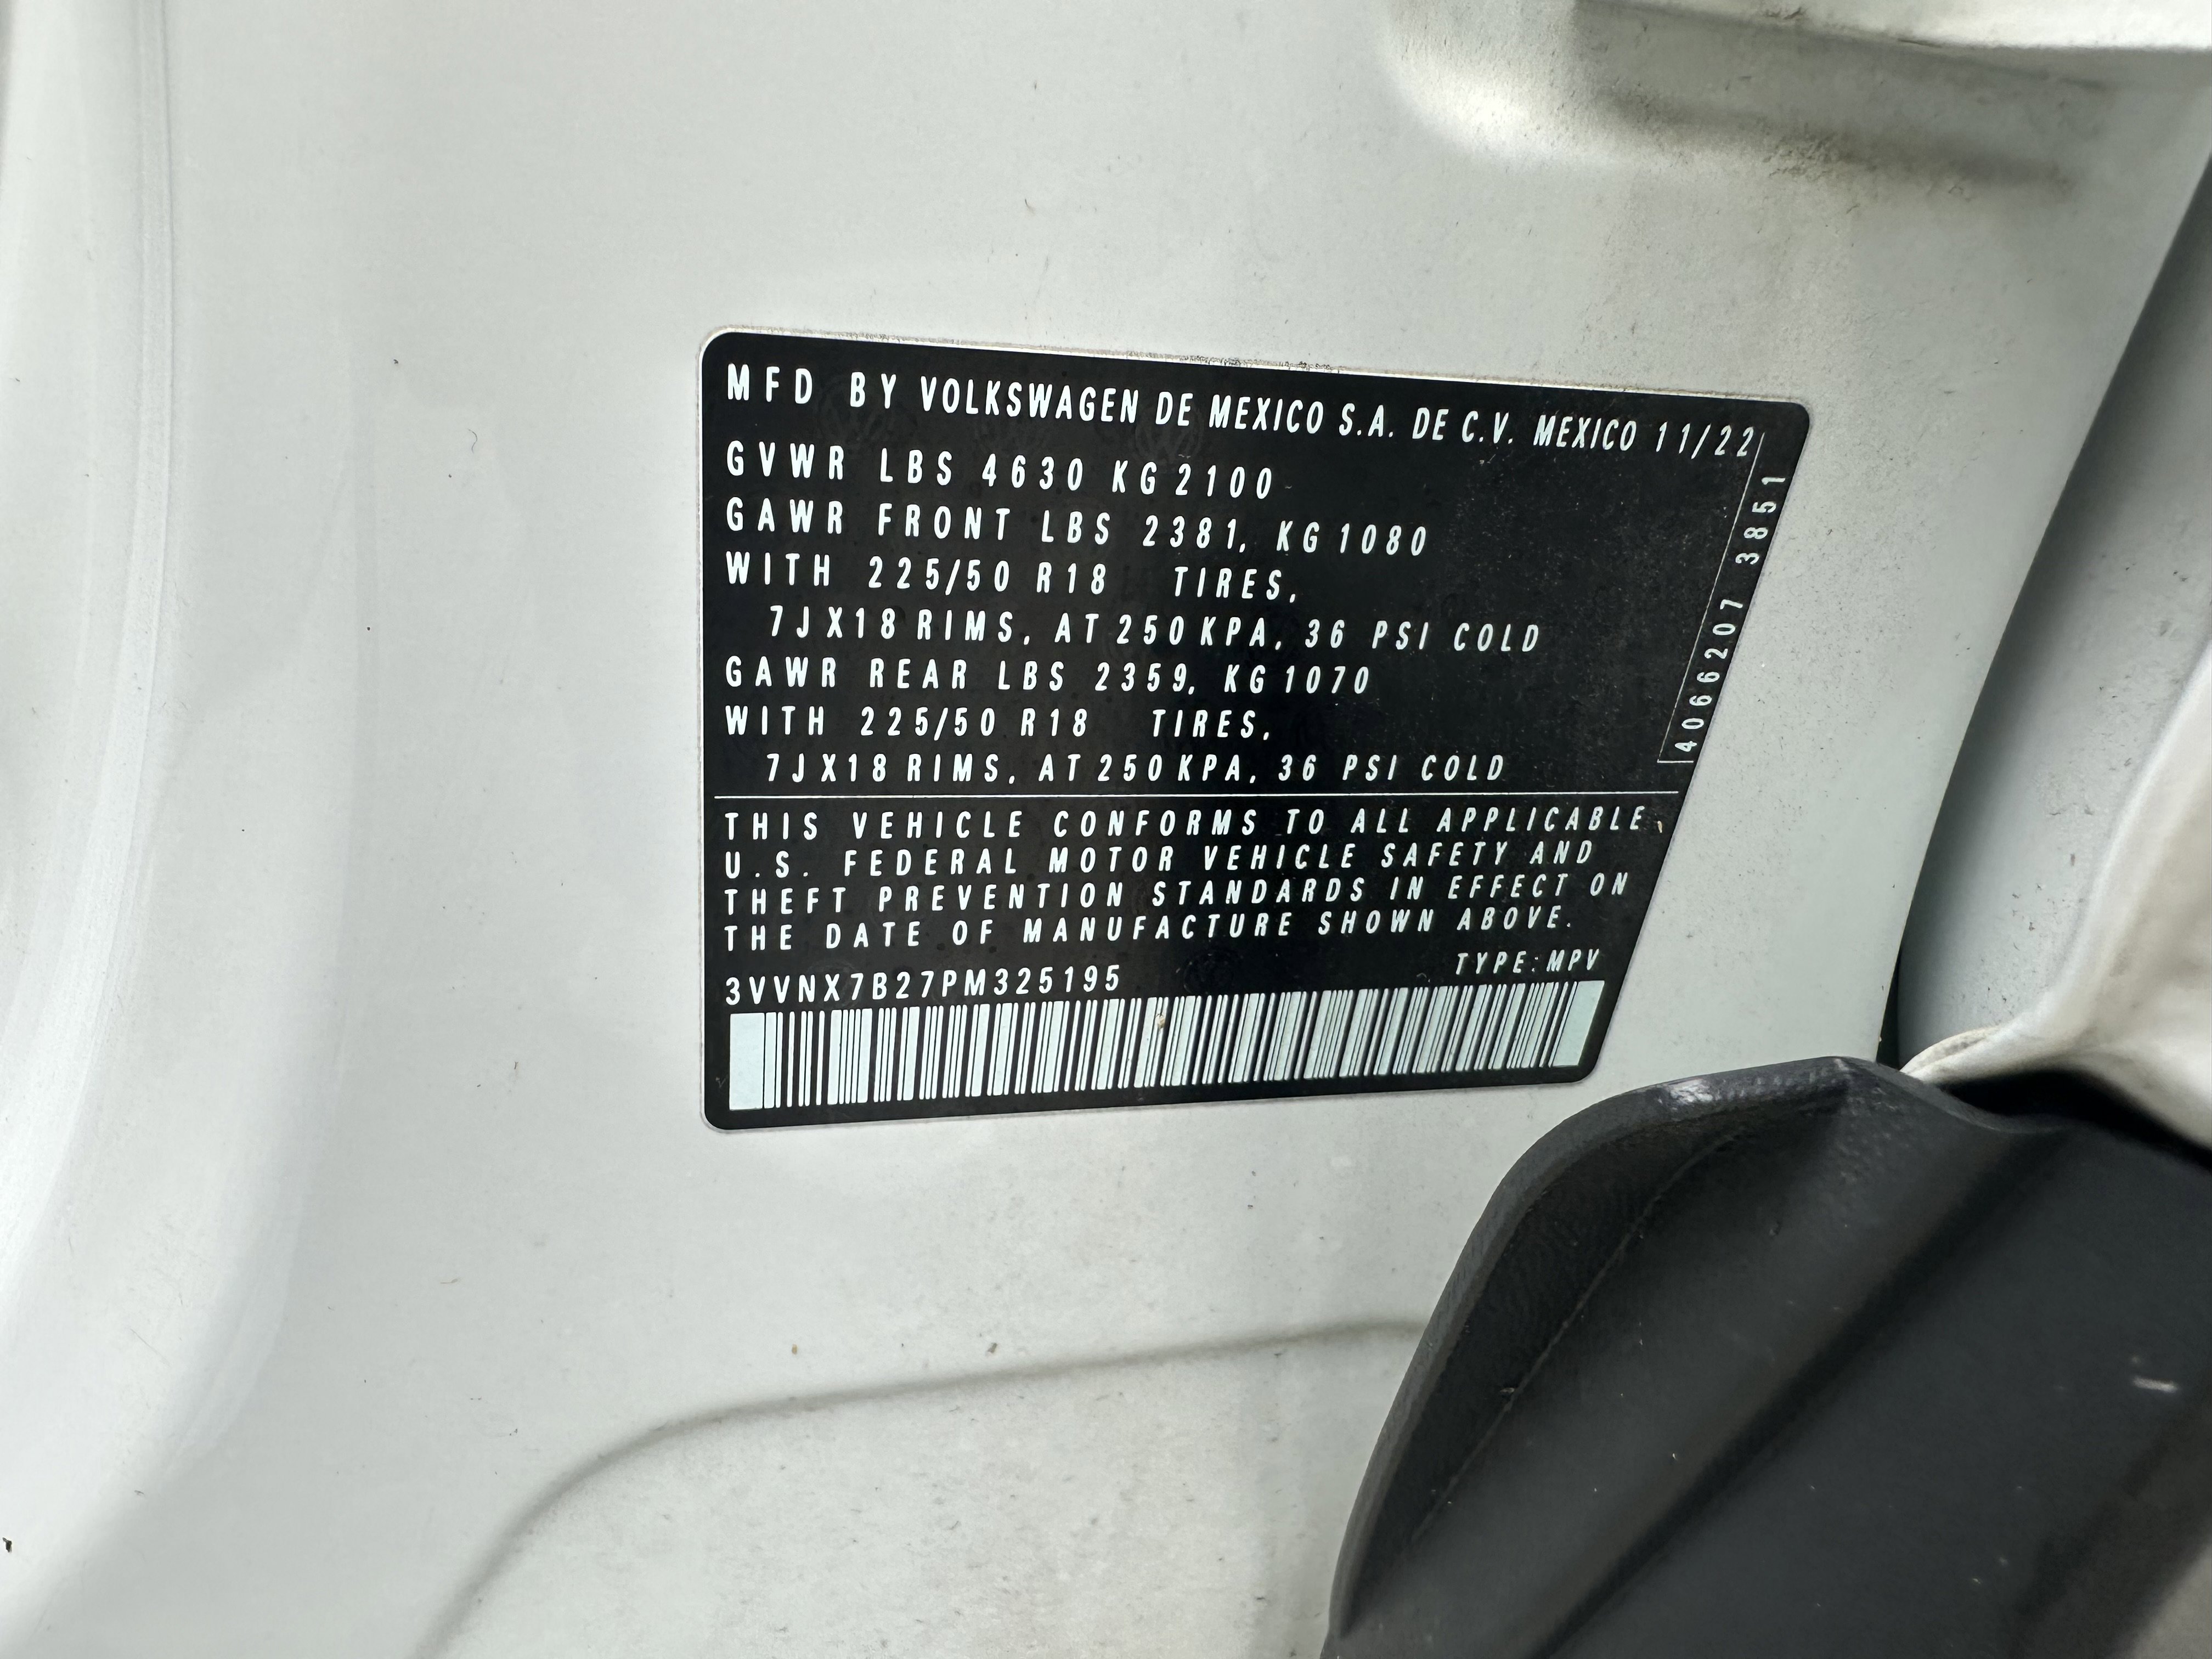 MFD BY VOLKSWAGEN DE MEXICO S.A. DE C.V. MEXICO 11/22
GVWR LBS 4630 KG 2100
GAWR FRONT LBS 2381, KG 1080
WITH 225/50 R18 TIRES,
7JX18 RIMS, AT 250 KPA, 36 PSI COLD
GAWR REAR LBS 2359, KG 1070
WITH 225/50 R18 TIRES,
7JX18 RIMS, AT 250 KPA, 36 PSI COLD
4066207 3851
THIS VEHICLE CONFORMS TO ALL APPLICABLE
U.S. FEDERAL MOTOR VEHICLE SAFETY AND
THEFT PREVENTION STANDARDS IN EFFECT ON
THE DATE OF MANUFACTURE SHOWN ABOVE.
TYPE: MPV
3VVNX7B27PM325195